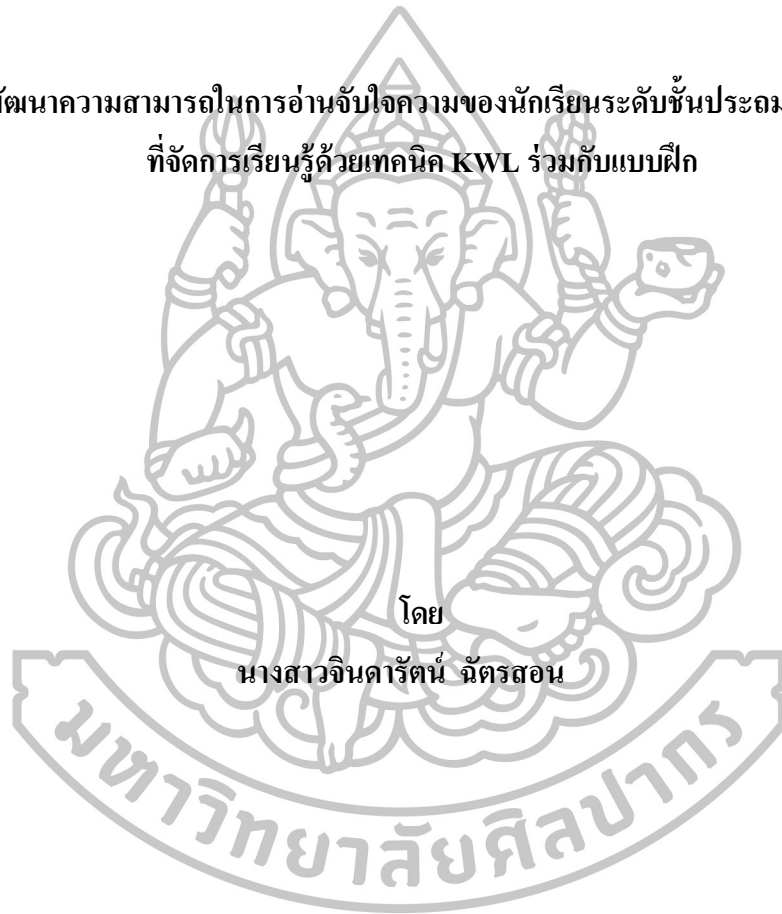 พัฒนาความสามารถในการอ่านจับใจความของนักเรียนระดับชั้นประถม
ที่จัดการเรียนรู้ด้วยเทคนิค KWL ร่วมกับแบบฝึก
โดย
นางสาวจินดารัตน์ ฉัตรสอน
มหาวิทยาลัยศิลปากร